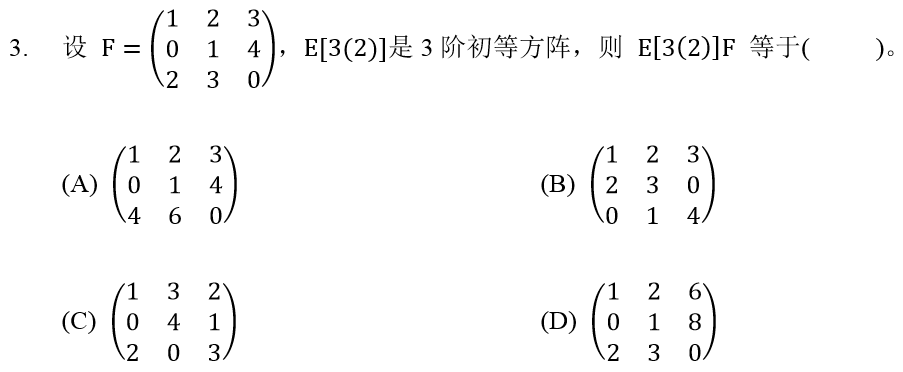 3. 设 F = (1 2 3
0 1 4
2 3 0), E[3(2)]是 3 阶初等方阵，则 E[3(2)]F 等于( )。
(A) (1 2 3
0 1 4
4 6 0)
(B) (1 2 3
2 3 0
0 1 4)
(C) (1 3 2
0 4 1
2 0 3)
(D) (1 2 6
0 1 8
2 3 0)